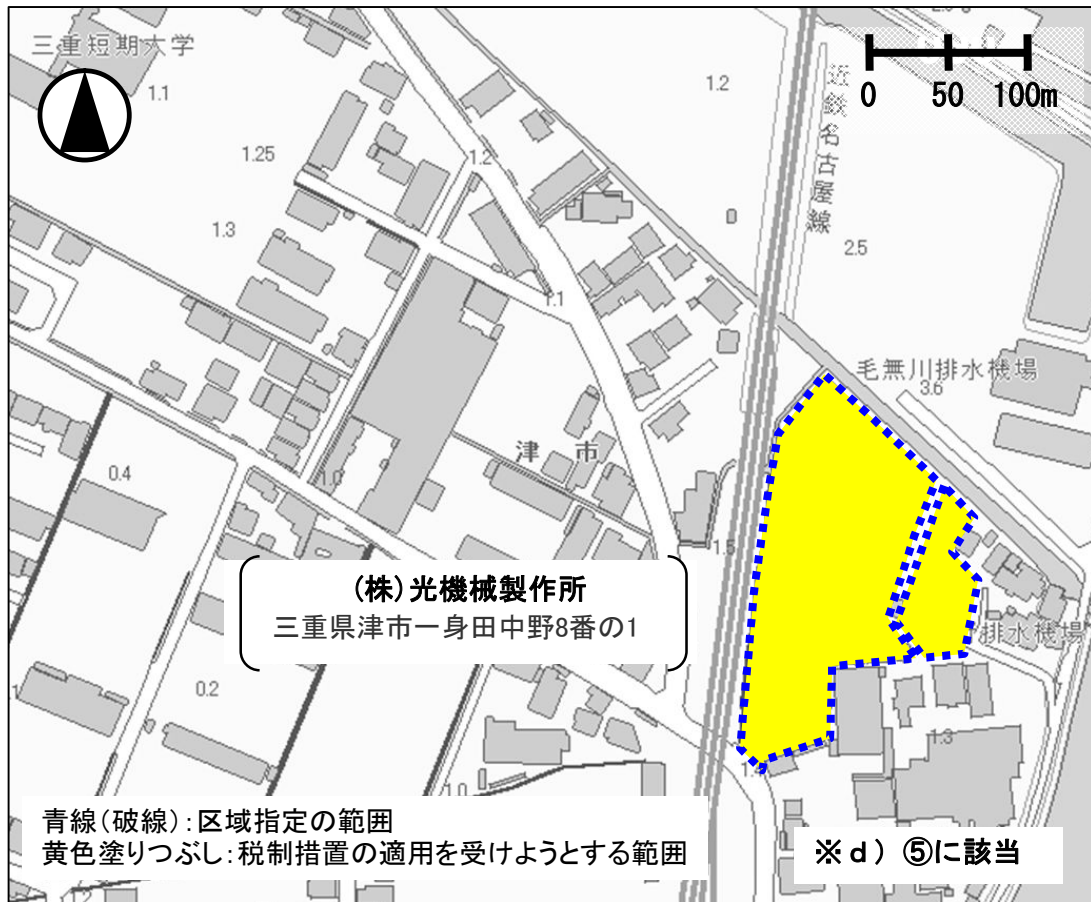 三重短期大学
1.1
1.2
近鉄名古屋線
0 50 100m
1.25
1.2
1.3
2.5
1.1
毛無川排水機場
3.6
津 市
0.4
1.0
1.5
(株)光機械製作所
三重県津市一身田中野8番の1
排水機場
0.2
1.3
1.4
1.0
青線(破線):区域指定の範囲
黄色塗りつぶし:税制措置の適用を受けようとする範囲
※d) ⑤に該当
1.2